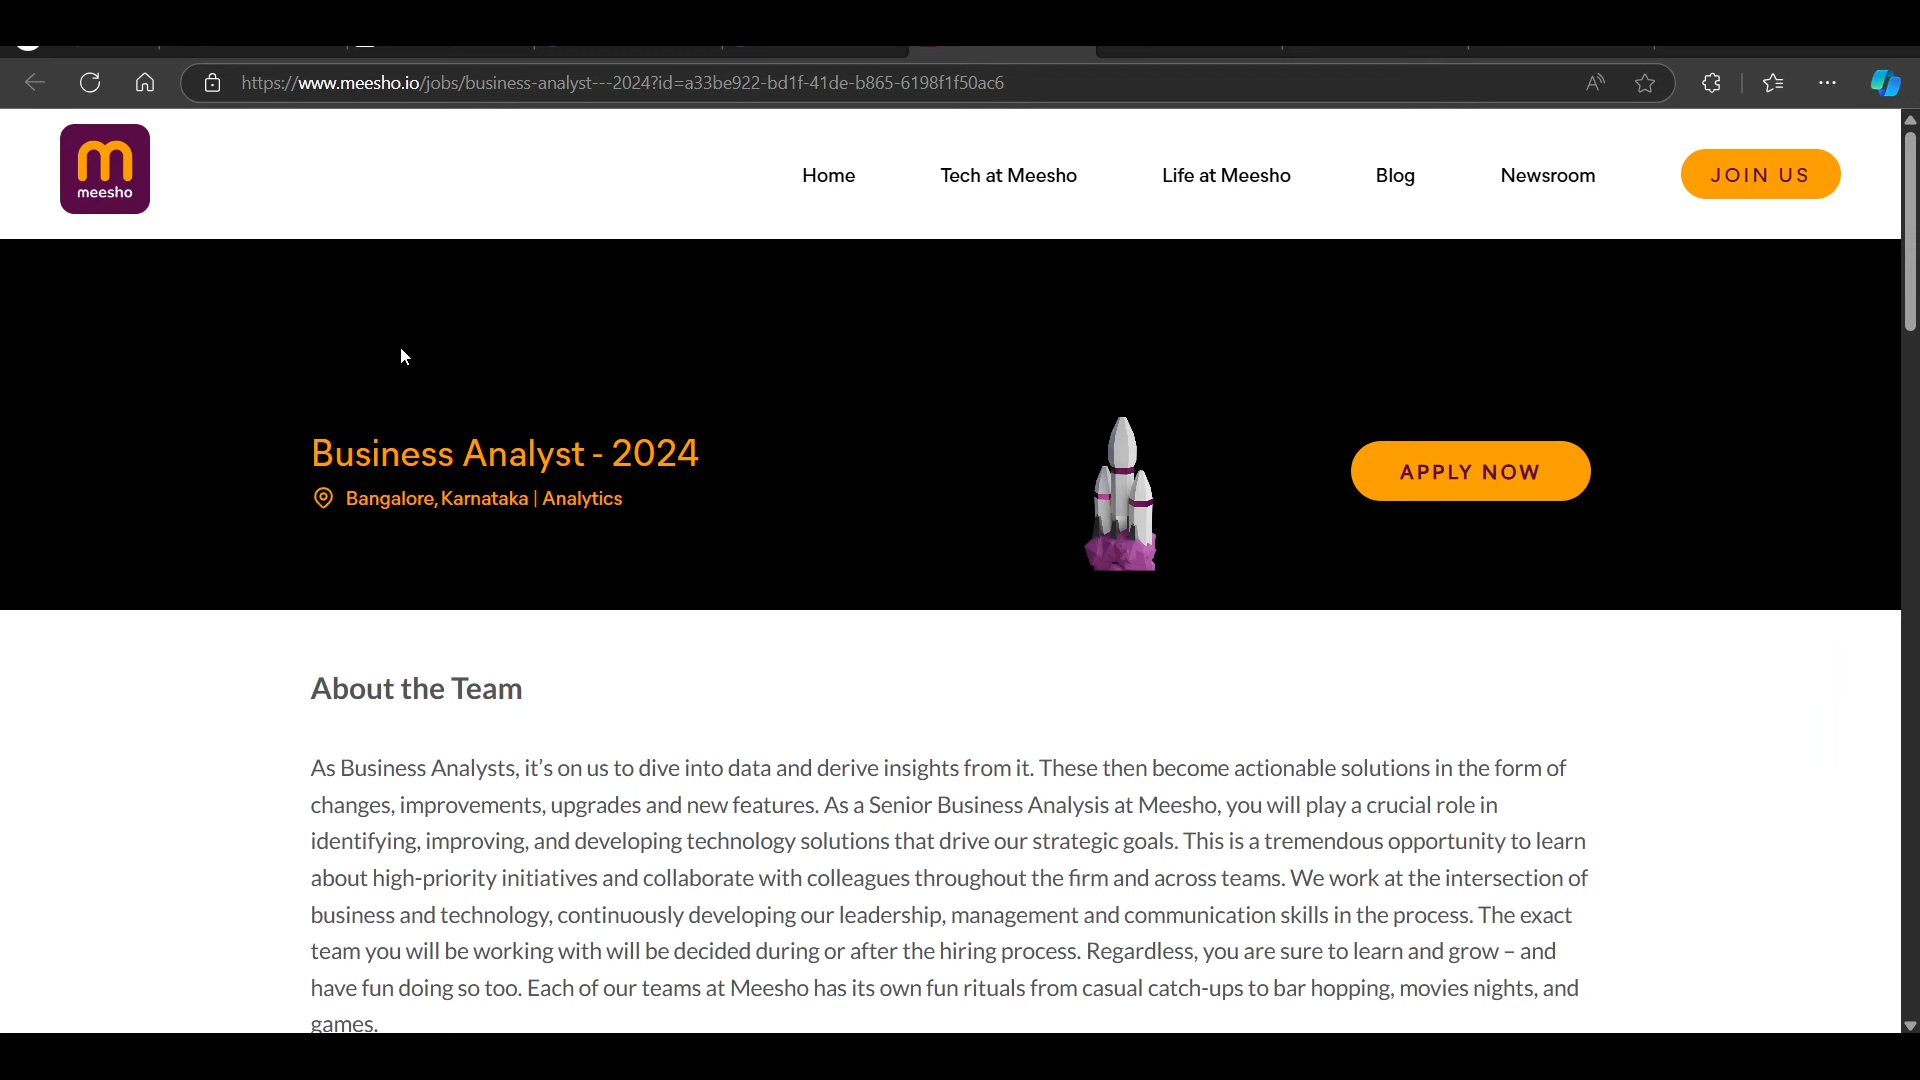 https://www.meesho.io/jobs/business-analyst---2024?id=a33be922-bd1f-41de-b865-6198f1f50ac6
meesho
Home
Tech at Meesho
Life at Meesho
Blog
Newsroom
JOIN US
Business Analyst - 2024
Bangalore,Karnataka | Analytics
APPLY NOW
About the Team
As Business Analysts, it’s on us to dive into data and derive insights from it. These then become actionable solutions in the form of
changes, improvements, upgrades and new features. As a Senior Business Analysis at Meesho, you will play a crucial role in
identifying, improving, and developing technology solutions that drive our strategic goals. This is a tremendous opportunity to learn
about high-priority initiatives and collaborate with colleagues throughout the firm and across teams. We work at the intersection of
business and technology, continuously developing our leadership, management and communication skills in the process. The exact
team you will be working with will be decided during or after the hiring process. Regardless, you are sure to learn and grow – and
have fun doing so too. Each of our teams at Meesho has its own fun rituals from casual catch-ups to bar hopping, movies nights, and
games.